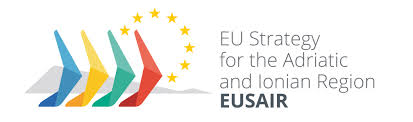 EU Strategy
for the Adriatic
and Ionian Region
EUSAIR